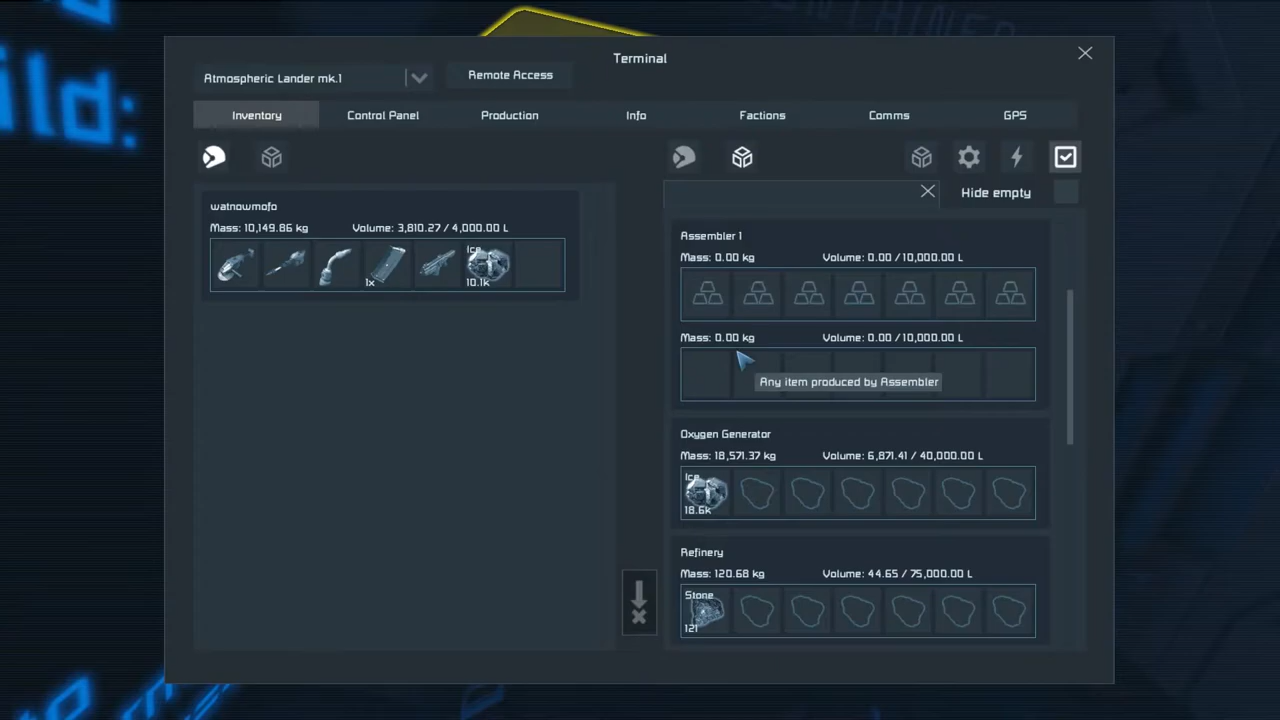 ild:
Terminal
Atmospheric Lander mk.1
Remote Access
Inventory
Control Panel
Production
Info
Factions
Comms
GPS
Hide empty
watnowmofo
Mass: 10,149.86 kg Volume: 3,810.27 / 4,000.00 L
1x
Ice
10.1k
Assembler 1
Mass: 0.00 kg Volume: 0.00 / 10,000.00 L
Mass: 0.00 kg Volume: 0.00 / 10,000.00 L
Any item produced by Assembler
Oxygen Generator
Mass: 18,571.37 kg Volume: 6,871.41 / 40,000.00 L
Ice
18.6k
Refinery
Mass: 120.68 kg Volume: 44.65 / 75,000.00 L
Stone
121